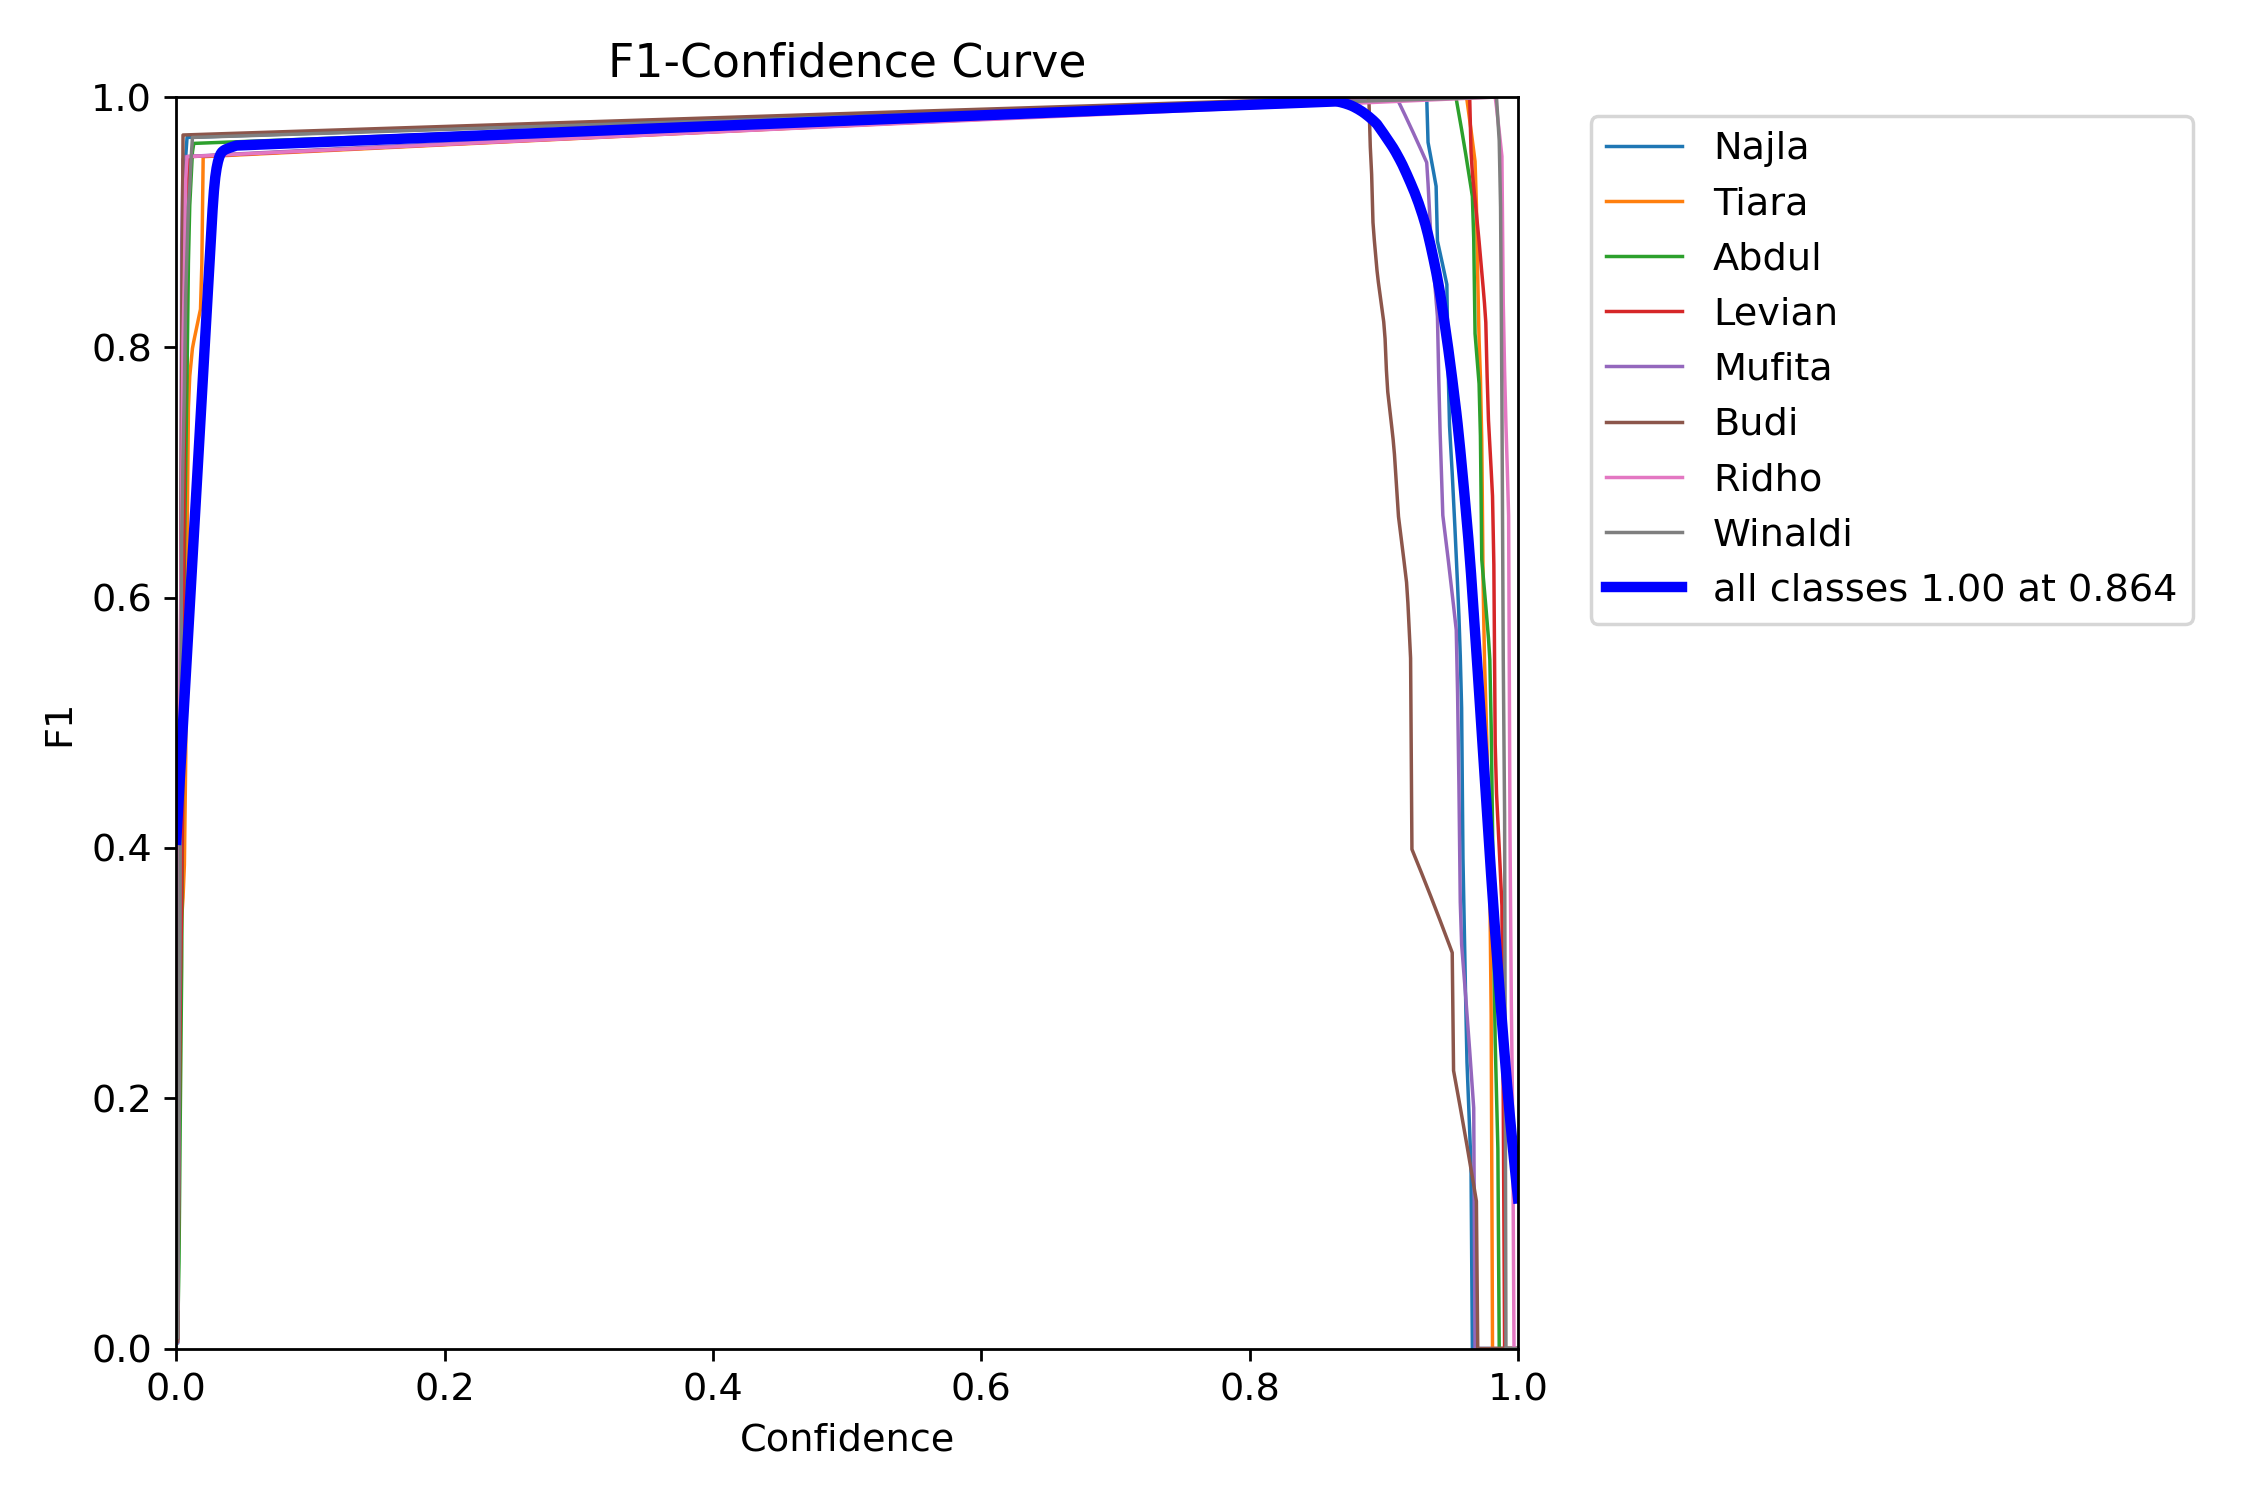 F1-Confidence Curve
1.0
0.8
0.6
0.4
0.2
0.0
F1
0.0 0.2 0.4 0.6 0.8 1.0
Confidence
Najla
Tiara
Abdul
Levian
Mufita
Budi
Ridho
Winaldi
all classes 1.00 at 0.864